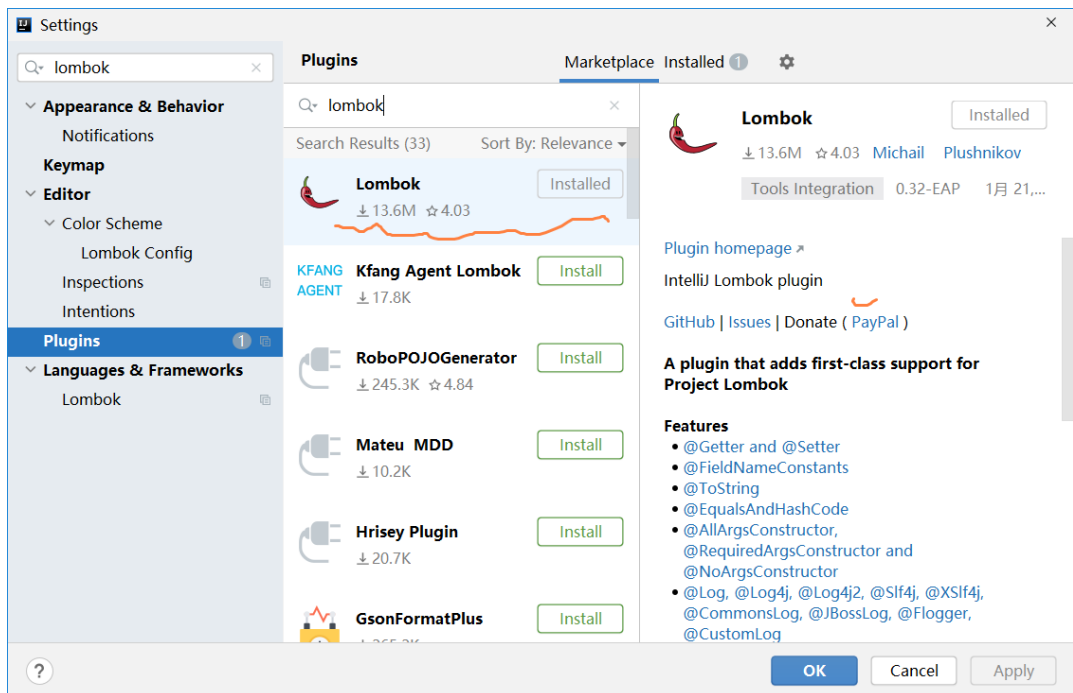 Settings
lombok
Appearance & Behavior
Notifications
Keymap
Editor
Color Scheme
Lombok Config
Inspections
Intentions
Plugins 1
Languages & Frameworks
Lombok
Plugins
Marketplace Installed 1
lombok
Search Results (33) Sort By: Relevance
Lombok Installed
13.6M 4.03
KFANG AGENT
Kfang Agent Lombok Install
17.8K
RoboPOJOGenerator Install
245.3K 4.84
Mateu MDD Install
10.2K
Hrisey Plugin Install
20.7K
GsonFormatPlus Install
Lombok Installed
13.6M 4.03 Michail Plushnikov
Tools Integration 0.32-EAP 1月 21,...
Plugin homepage
IntelliJ Lombok plugin
GitHub | Issues | Donate ( PayPal )
A plugin that adds first-class support for
Project Lombok
Features
• @Getter and @Setter
• @FieldNameConstants
• @ToString
• @EqualsAndHashCode
• @AllArgsConstructor,
@RequiredArgsConstructor and
@NoArgsConstructor
• @Log, @Log4j, @Log4j2, @Slf4j, @XSlf4j,
@CommonsLog, @JBossLog, @Flogger,
@CustomLog
?
OK Cancel Apply